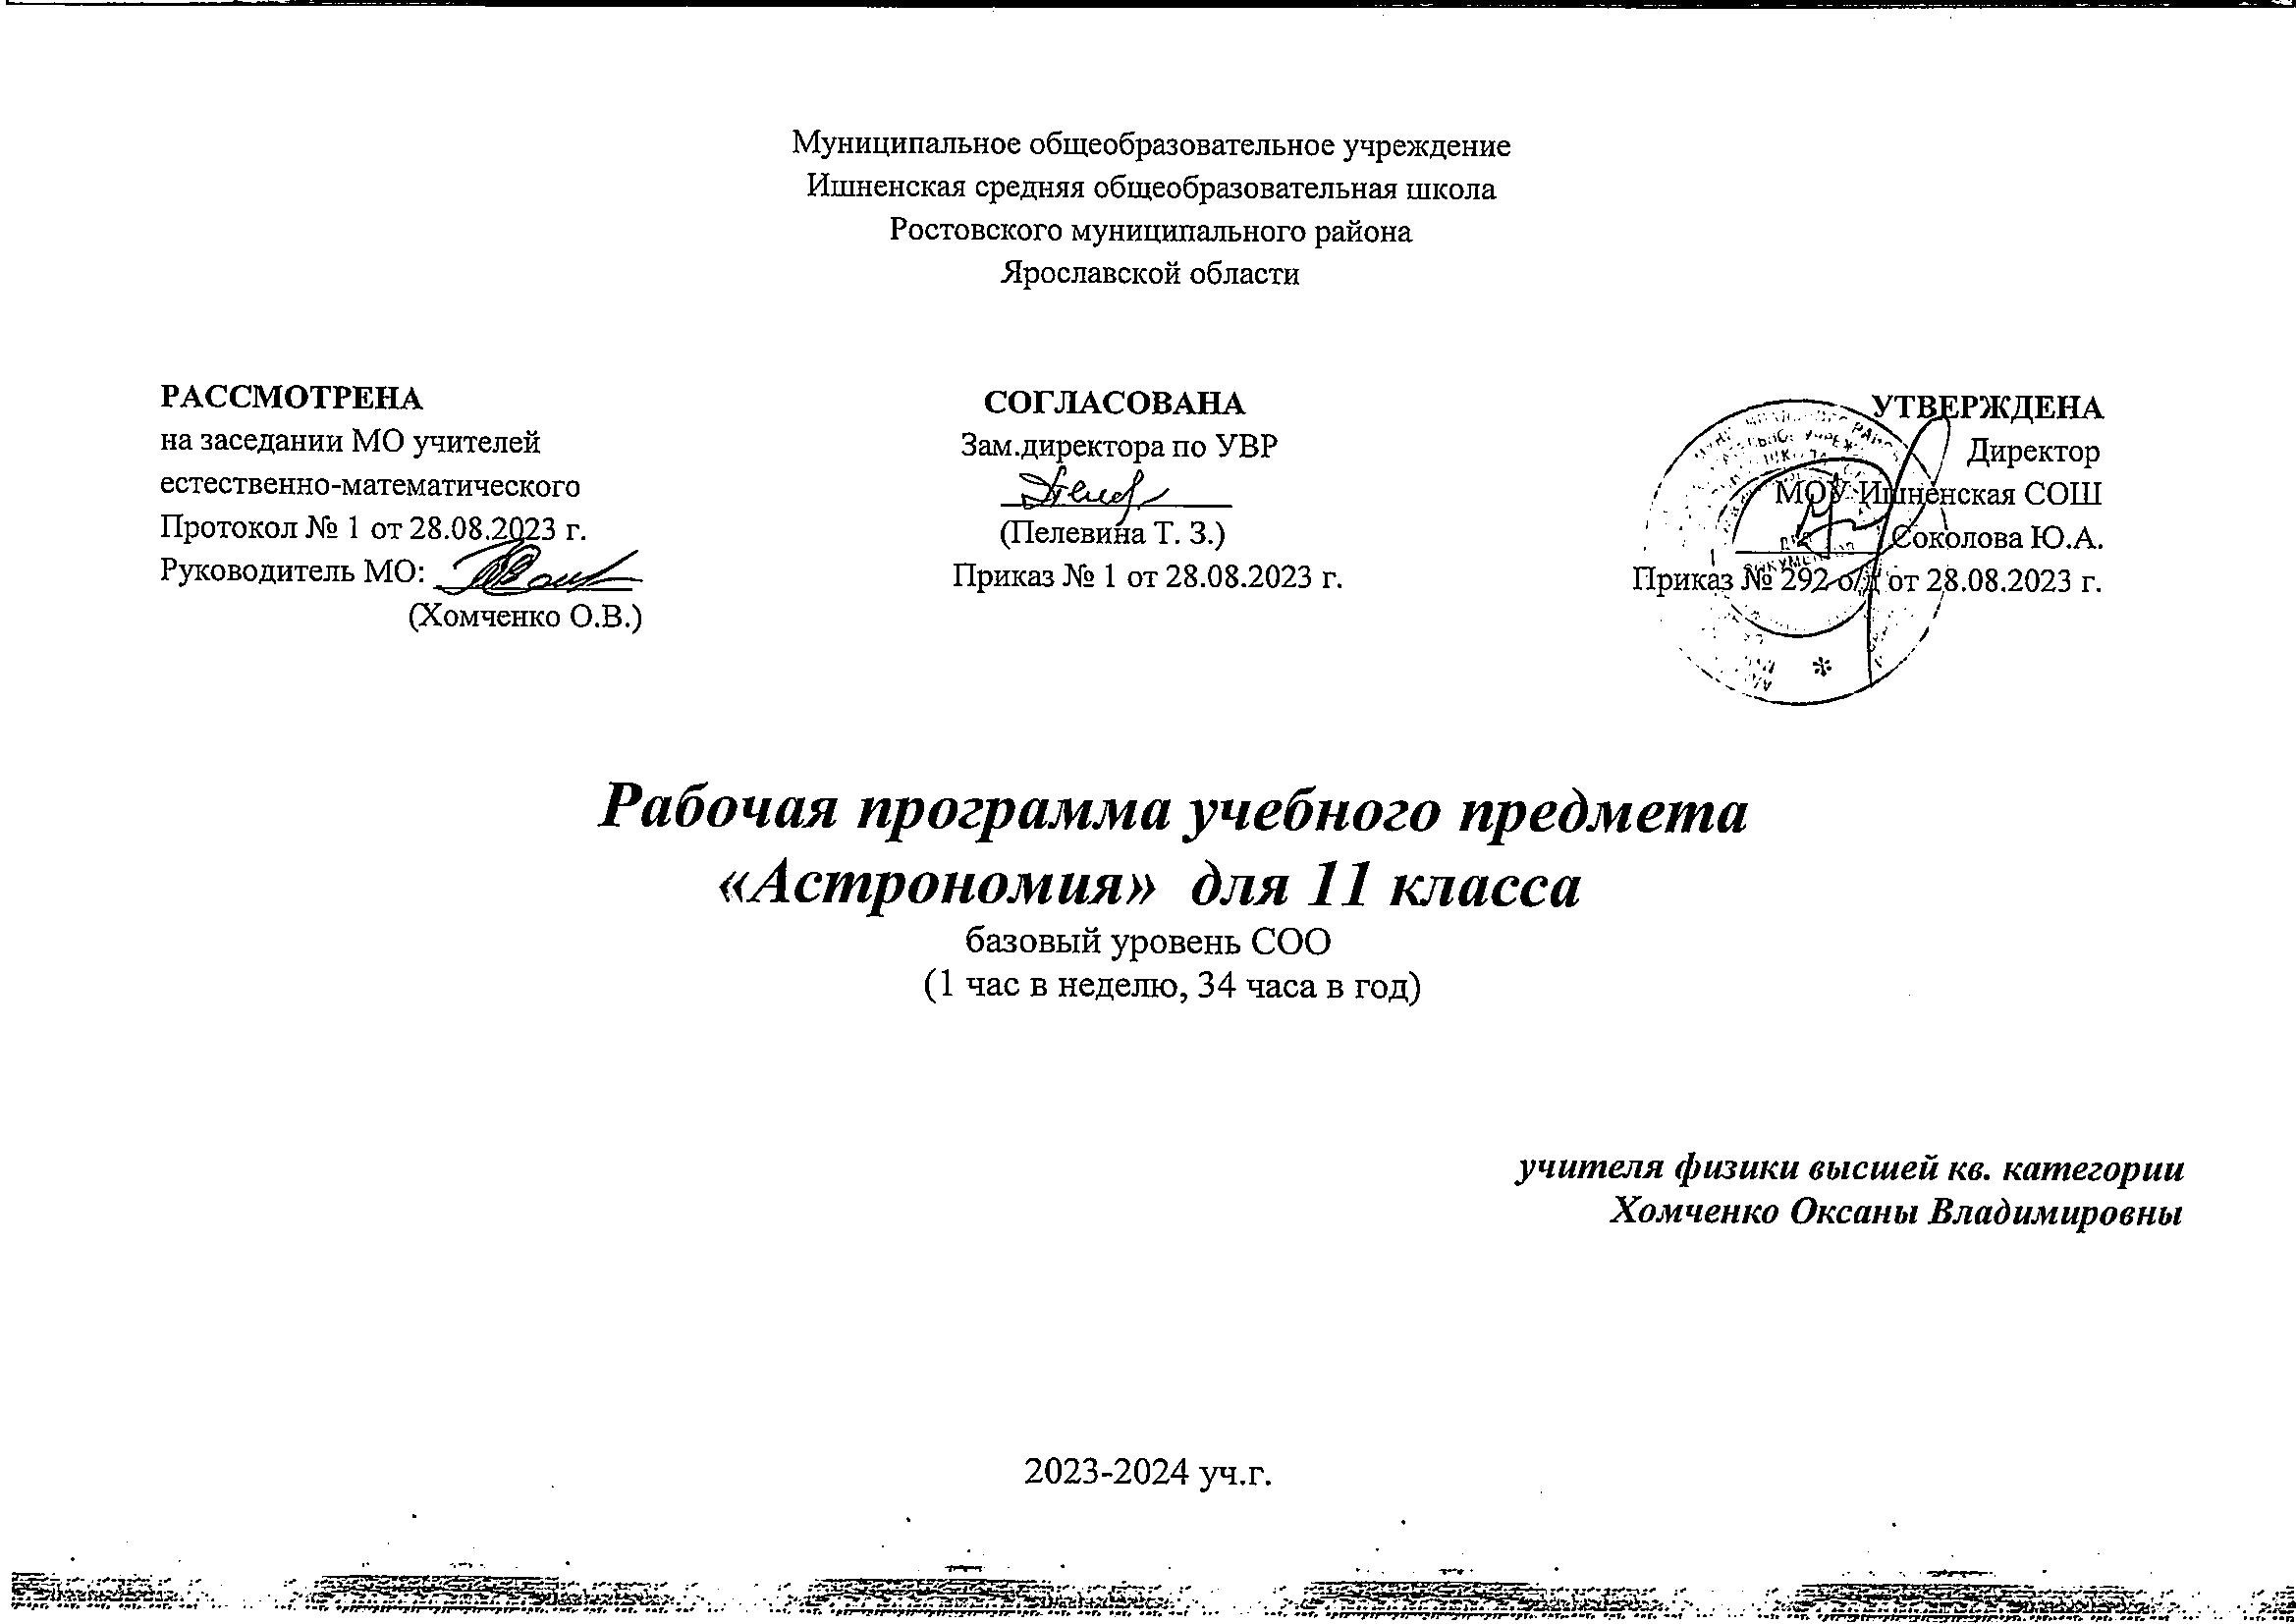 Муниципальное общеобразовательное учреждение
Ишненская средняя общеобразовательная школа
Ростовского муниципального района
Ярославской области
РАССМОТРЕНА
на заседании МО учителей
естественно-математического
Протокол № 1 от 28.08.2023 г.
Руководитель МО:
(Хомченко О.В.)
СОГЛАСОВАНА
Зам.директора по УВР
(Пелевина Т. З.)
Приказ № 1 от 28.08.2023 г.
УТВЕРЖДЕНА
Директор
МОУ Ишненская СОШ
Соколова Ю.А.
Приказ № 292 о/д от 28.08.2023 г.
Рабочая программа учебного предмета
«Астрономия» для 11 класса
базовый уровень СОО
(1 час в неделю, 34 часа в год)
учителя физики высшей кв. категории
Хомченко Оксаны Владимировны
2023-2024 уч.г.